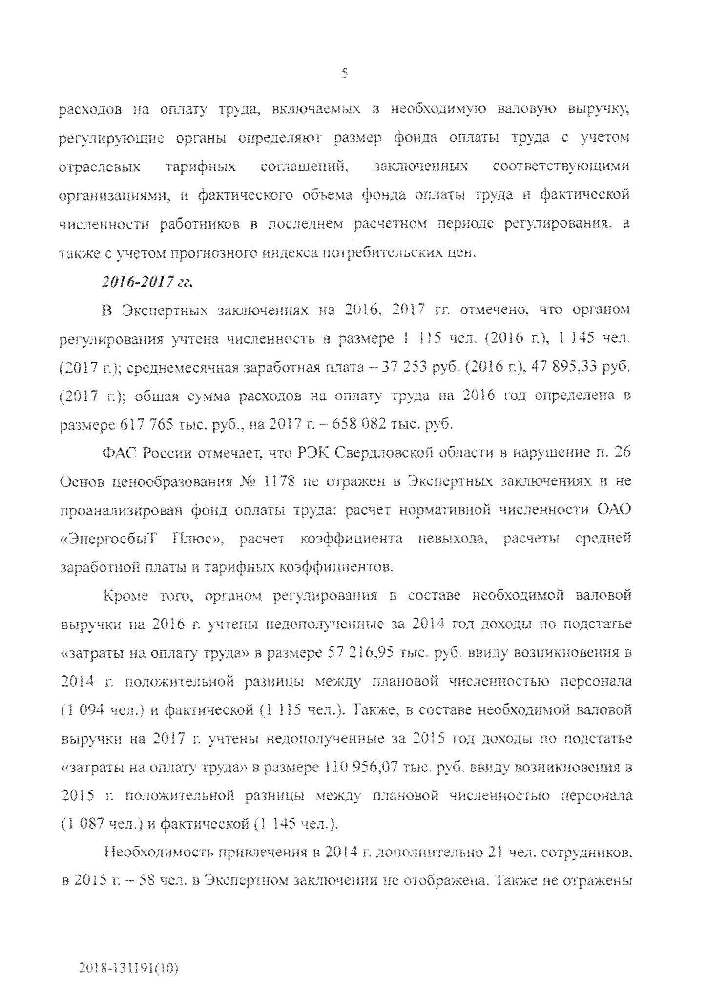 5
расходов на оплату труда, включаемых в необходимую валовую выручку,
регулирующие органы определяют размер фонда оплаты труда с учетом
отраслевых тарифных соглашений, заключенных соответствующими
организациями, и фактического объема фонда оплаты труда и фактической
численности работников в последнем расчетном периоде регулирования, а
также с учетом прогнозного индекса потребительских цен.
2016-2017 гг.
В Экспертных заключениях на 2016, 2017 гг. отмечено, что органом
регулирования учтена численность в размере 1 115 чел. (2016 г.), 1 145 чел.
(2017 г.); среднемесячная заработная плата – 37 253 руб. (2016 г.), 47 895,33 руб.
(2017 г.); общая сумма расходов на оплату труда на 2016 год определена в
размере 617 765 тыс. руб., на 2017 г. – 658 082 тыс. руб.
ФАС России отмечает, что РЭК Свердловской области в нарушение п. 26
Основ ценообразования № 1178 не отражен в Экспертных заключениях и не
проанализирован фонд оплаты труда: расчет нормативной численности ОАО
«ЭнергосбыТ Плюс», расчет коэффициента невыхода, расчеты средней
заработной платы и тарифных коэффициентов.
Кроме того, органом регулирования в составе необходимой валовой
выручки на 2016 г. учтены недополученные за 2014 год доходы по подстатье
«затраты на оплату труда» в размере 57 216,95 тыс. руб. ввиду возникновения в
2014 г. положительной разницы между плановой численностью персонала
(1 094 чел.) и фактической (1 115 чел.). Также, в составе необходимой валовой
выручки на 2017 г. учтены недополученные за 2015 год доходы по подстатье
«затраты на оплату труда» в размере 110 956,07 тыс. руб. ввиду возникновения в
2015 г. положительной разницы между плановой численностью персонала
(1 087 чел.) и фактической (1 145 чел.).
Необходимость привлечения в 2014 г. дополнительно 21 чел. сотрудников,
в 2015 г. – 58 чел. в Экспертном заключении не отображена. Также не отражены
2018-131191(10)